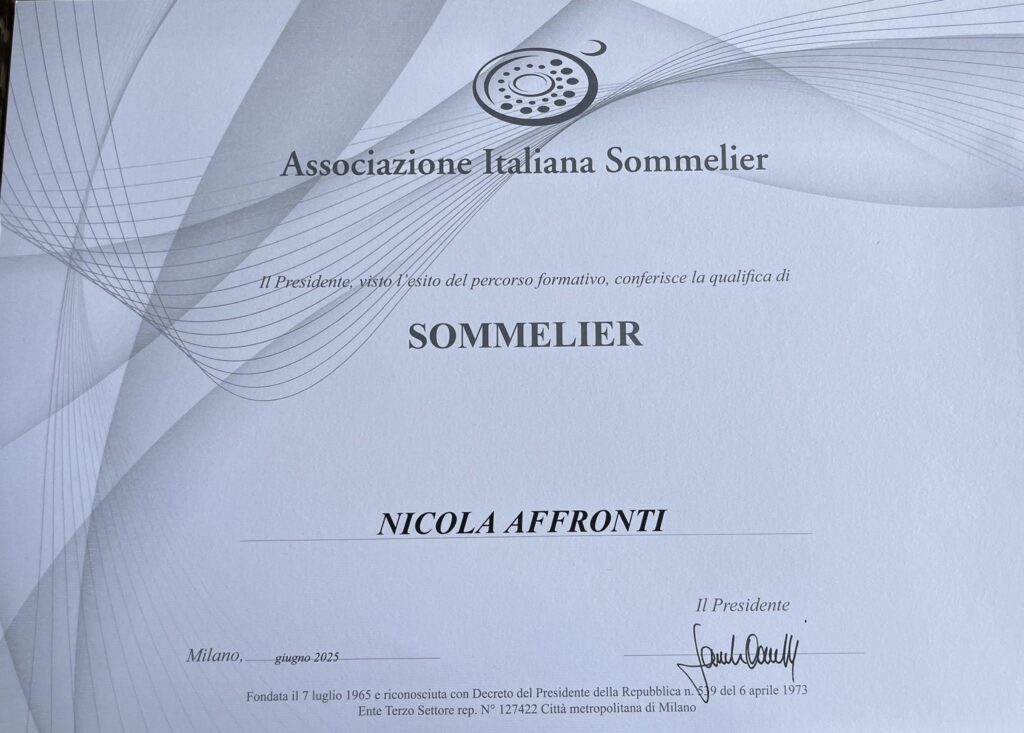 Associazione Italiana Sommelier
Il Presidente, visto l'esito del percorso formativo, conferisce la qualifica di
SOMMELIER
NICOLA AFFRONTI
Il Presidente
Milano, giugno 2025
Fondata il 7 luglio 1965 e riconosciuta con Decreto del Presidente della Repubblica n. 539 del 6 aprile 1973
Ente Terzo Settore rep. N° 127422 Città metropolitana di Milano